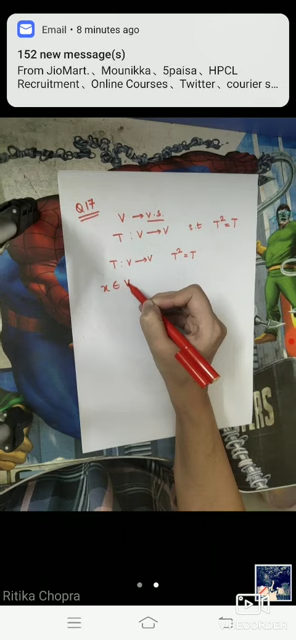 Email • 8 minutes ago
152 new message(s)
From JioMart.、Mounikka、5paisa、HPCL
Recruitment、Online Courses、Twitter、courier s...
Q17
V → V.S.
T : V → V s.t T² = T
T : V → V T² = T
x ∈ V
Ritika Chopra
RECORDER